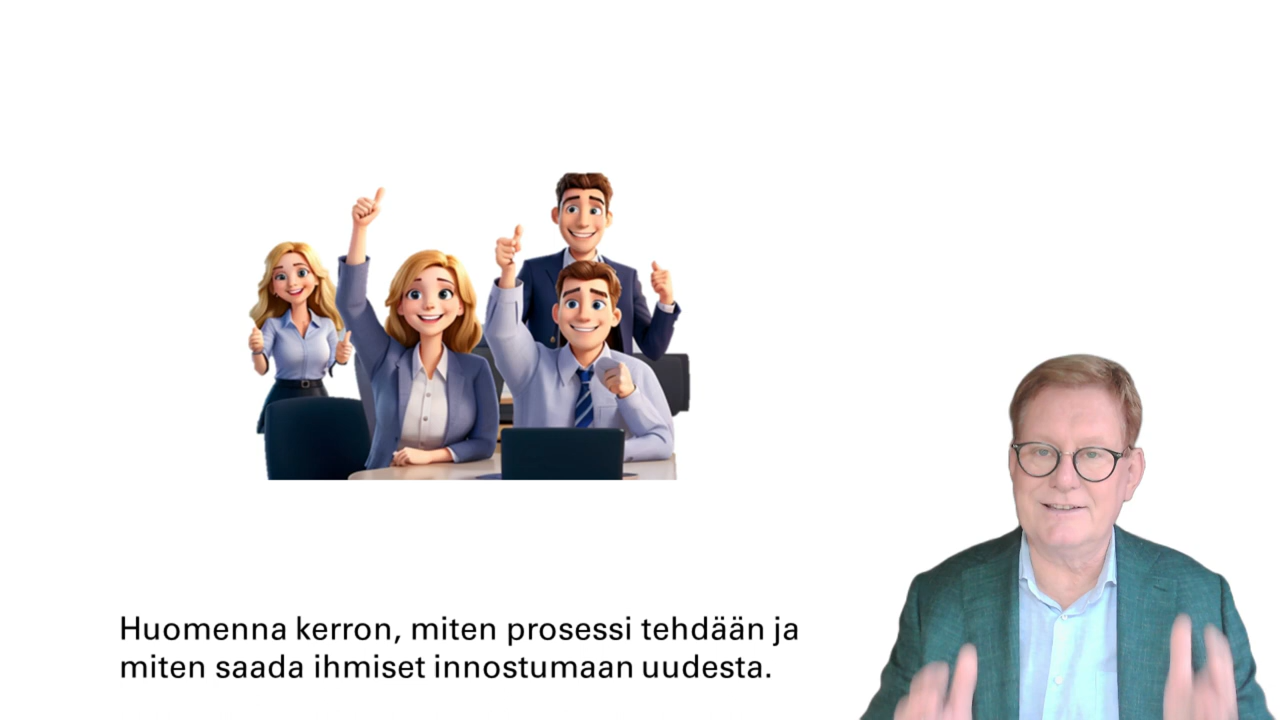 Huomenna kerron, miten prosessi tehdään ja
miten saada ihmiset innostumaan uudesta.